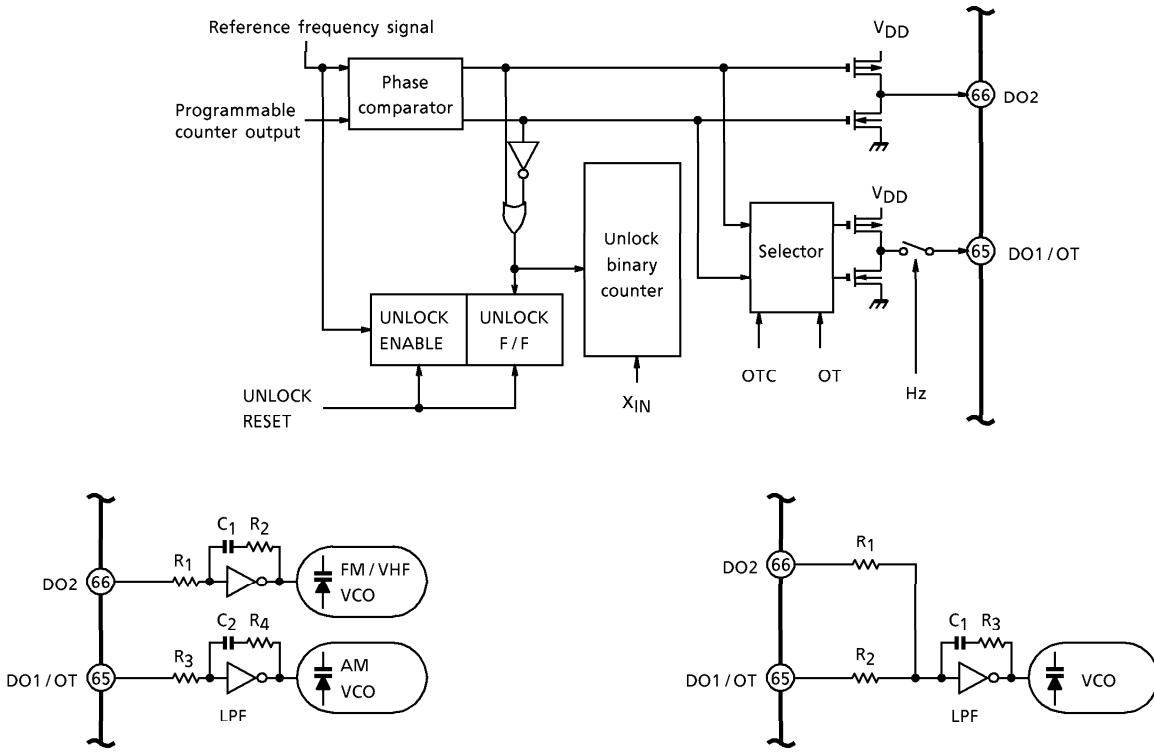 Reference frequency signal
Programmable
counter output
Phase
comparator
VDD
66
DO2
Unlock
binary
counter
Selector
VDD
65
DO1/OT
UNLOCK
ENABLE
UNLOCK
F/F
UNLOCK
RESET
XIN
OTC
OT
Hz
C1
R2
R1
DO2
66
FM/VHF
VCO
C2
R4
R3
DO1/OT
65
AM
VCO
LPF
DO2
66
R1
C1
R3
R2
DO1/OT
65
VCO
LPF